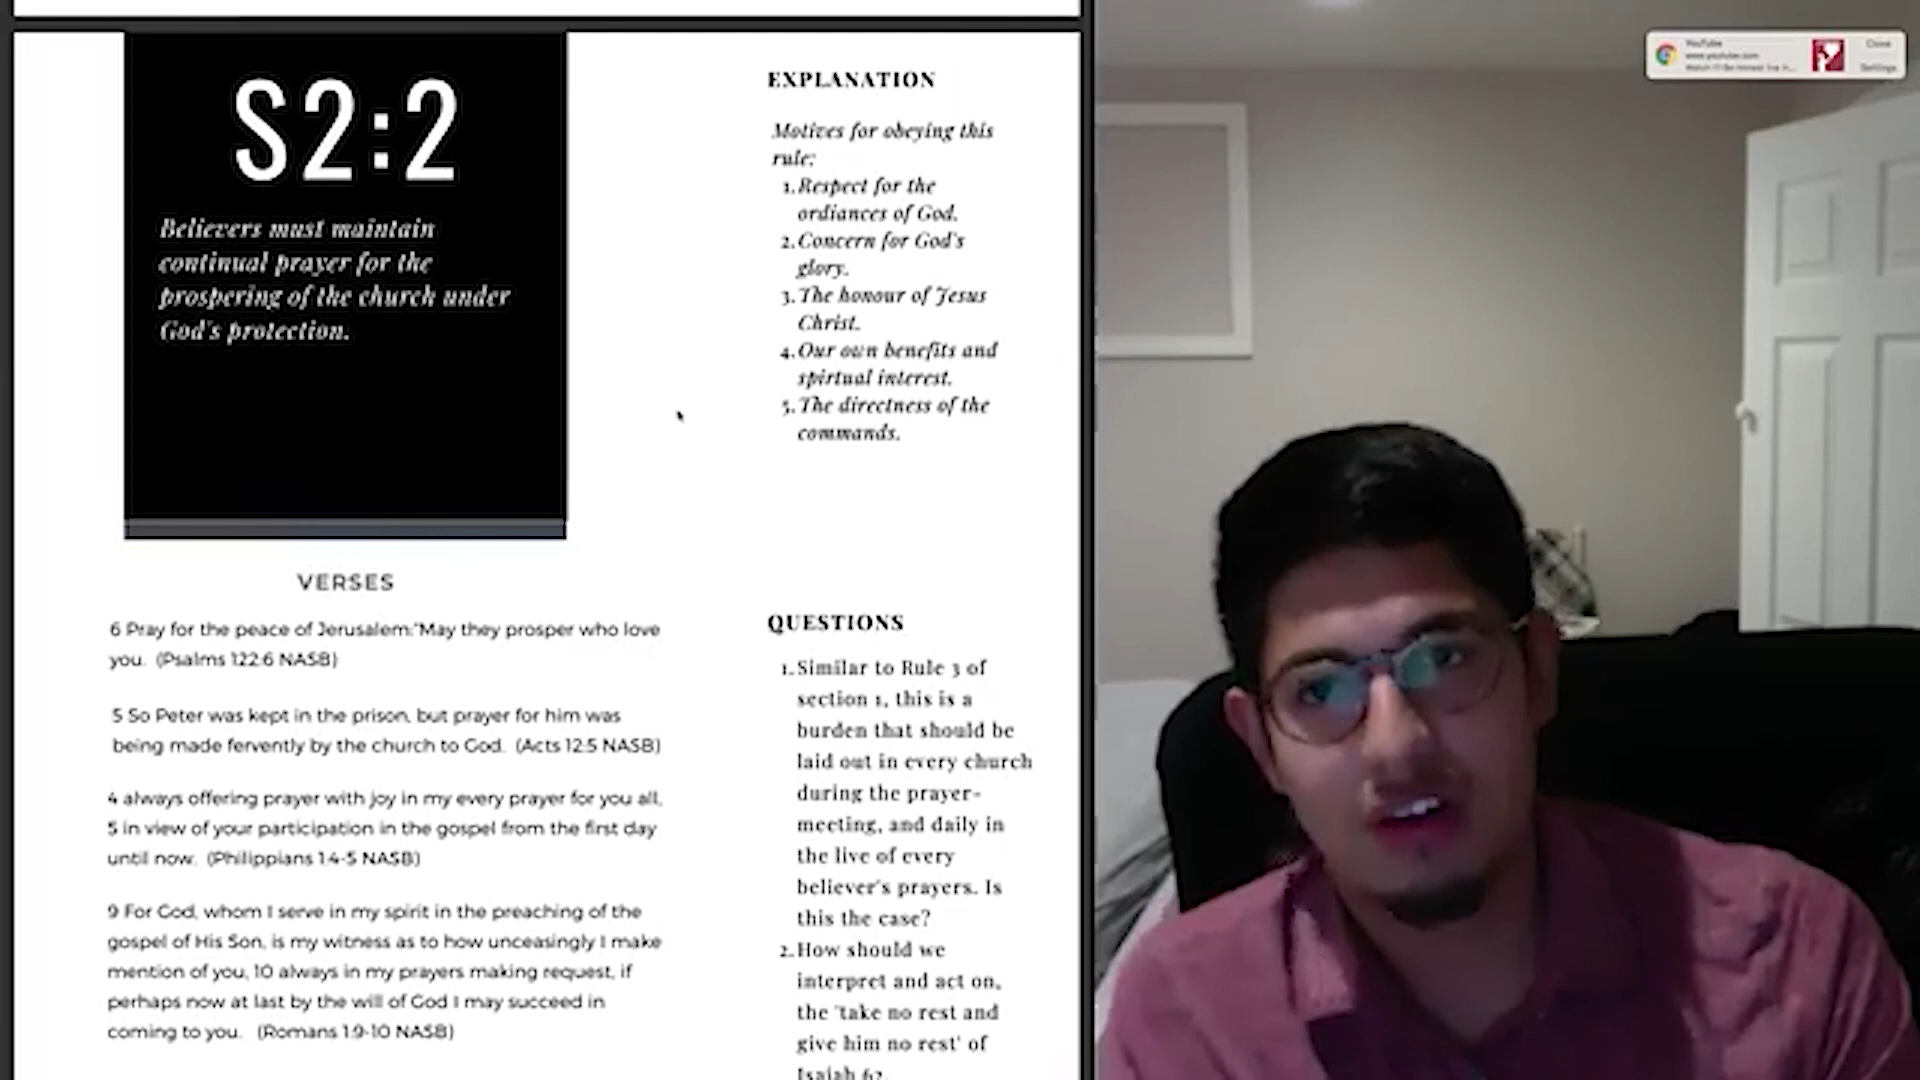 S2:2
Believers must maintain
continual prayer for the
prospering of the church under
God's protection.
VERSES
6 Pray for the peace of Jerusalem:"May they prosper who love
you. (Psalms 122:6 NASB)
5 So Peter was kept in the prison, but prayer for him was
being made fervently by the church to God. (Acts 12:5 NASB)
4 always offering prayer with joy in my every prayer for you all,
5 in view of your participation in the gospel from the first day
until now. (Philippians 1:4-5 NASB)
9 For God, whom I serve in my spirit in the preaching of the
gospel of His Son, is my witness as to how unceasingly I make
mention of you, 10 always in my prayers making request, if
perhaps now at last by the will of God I may succeed in
coming to you. (Romans 1:9-10 NASB)
EXPLANATION
Motives for obeying this
rule:
1. Respect for the
ordiances of God.
2. Concern for God's
glory.
3. The honour of Jesus
Christ.
4. Our own benefits and
spirtual interest.
5. The directness of the
commands.
QUESTIONS
1. Similar to Rule 3 of
section 1, this is a
burden that should be
laid out in every church
during the prayer-
meeting, and daily in
the live of every
believer's prayers. Is
this the case?
2. How should we
interpret and act on,
the 'take no rest and
give him no rest' of
Isaiah 62
YouTube
www.youtube.com
Close
Settings